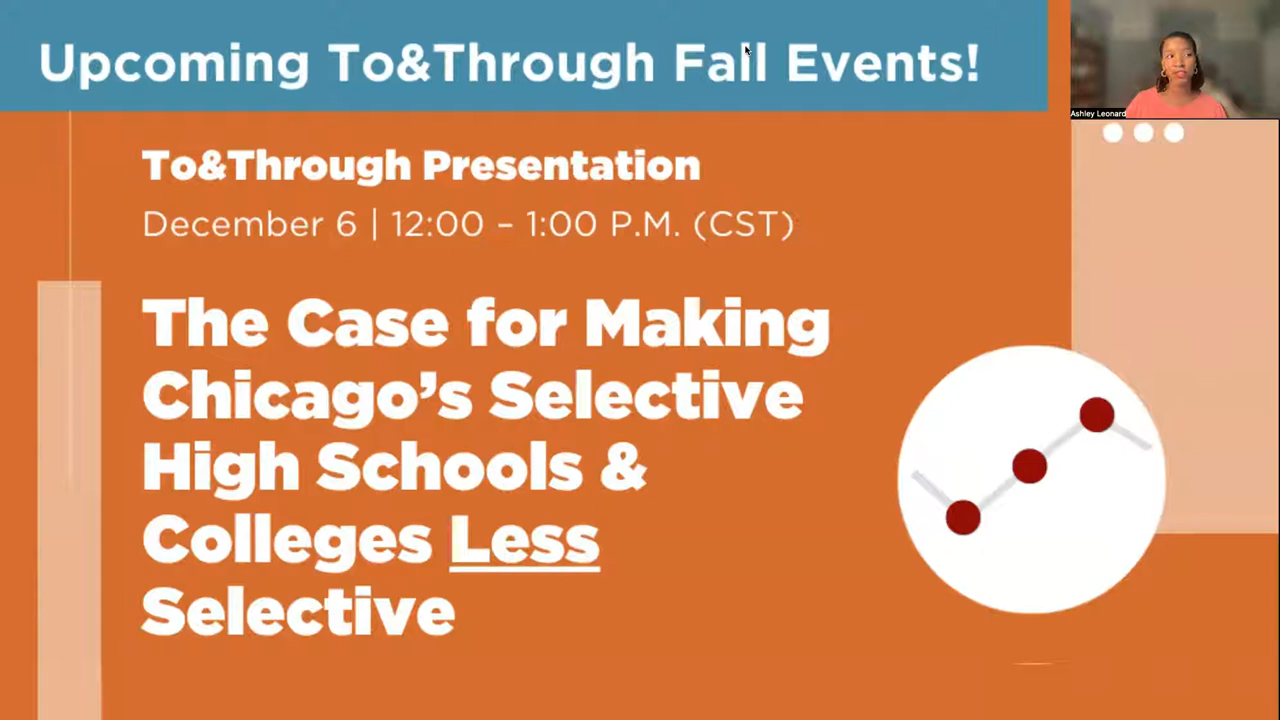 Upcoming To&Through Fall Events!
Ashley Leonard
To&Through Presentation
December 6 | 12:00 – 1:00 P.M. (CST)
The Case for Making
Chicago’s Selective
High Schools &
Colleges Less
Selective